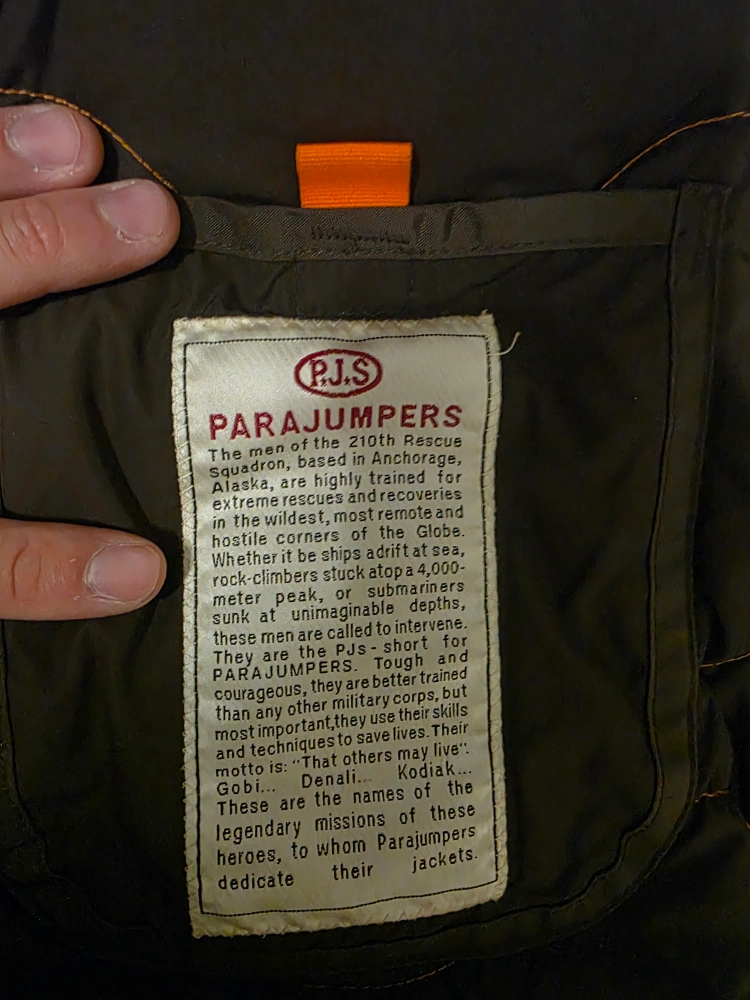 P.J.S
PARAJUMPERS
The men of the 210th Rescue
Squadron, based in Anchorage,
Alaska, are highly trained for
extreme rescues and recoveries
in the wildest, most remote and
hostile corners of the Globe.
Whether it be ships adrift at sea,
rock-climbers stuck atop a 4,000-
meter peak, or submariners
sunk at unimaginable depths,
these men are called to intervene.
They are the PJs - short for
PARAJUMPERS. Tough and
courageous, they are better trained
than any other military corps, but
most important,they use their skills
and techniques to save lives. Their
motto is: "That others may live".
Gobi... Denali... Kodiak...
These are the names of the
legendary missions of these
heroes, to whom Parajumpers
dedicate their jackets.